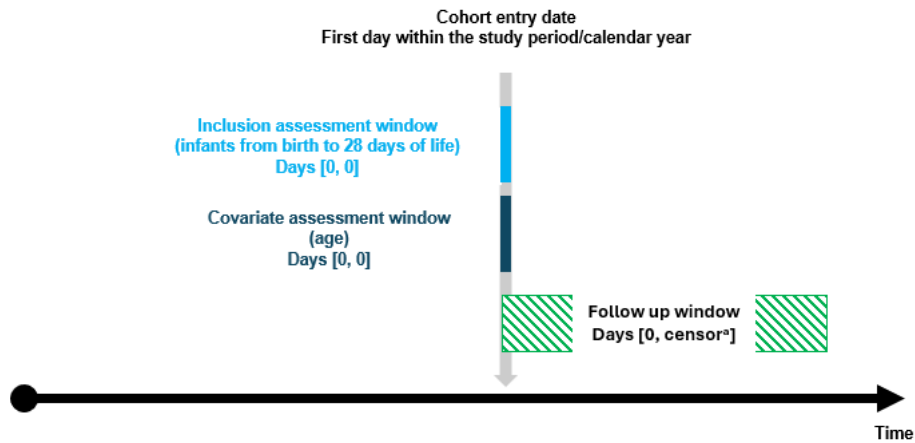 Cohort entry date
First day within the study period/calendar year
Inclusion assessment window
(infants from birth to 28 days of life)
Days [0, 0]
Covariate assessment window
(age)
Days [0, 0]
Follow up window
Days [0, censorᵃ]
Time